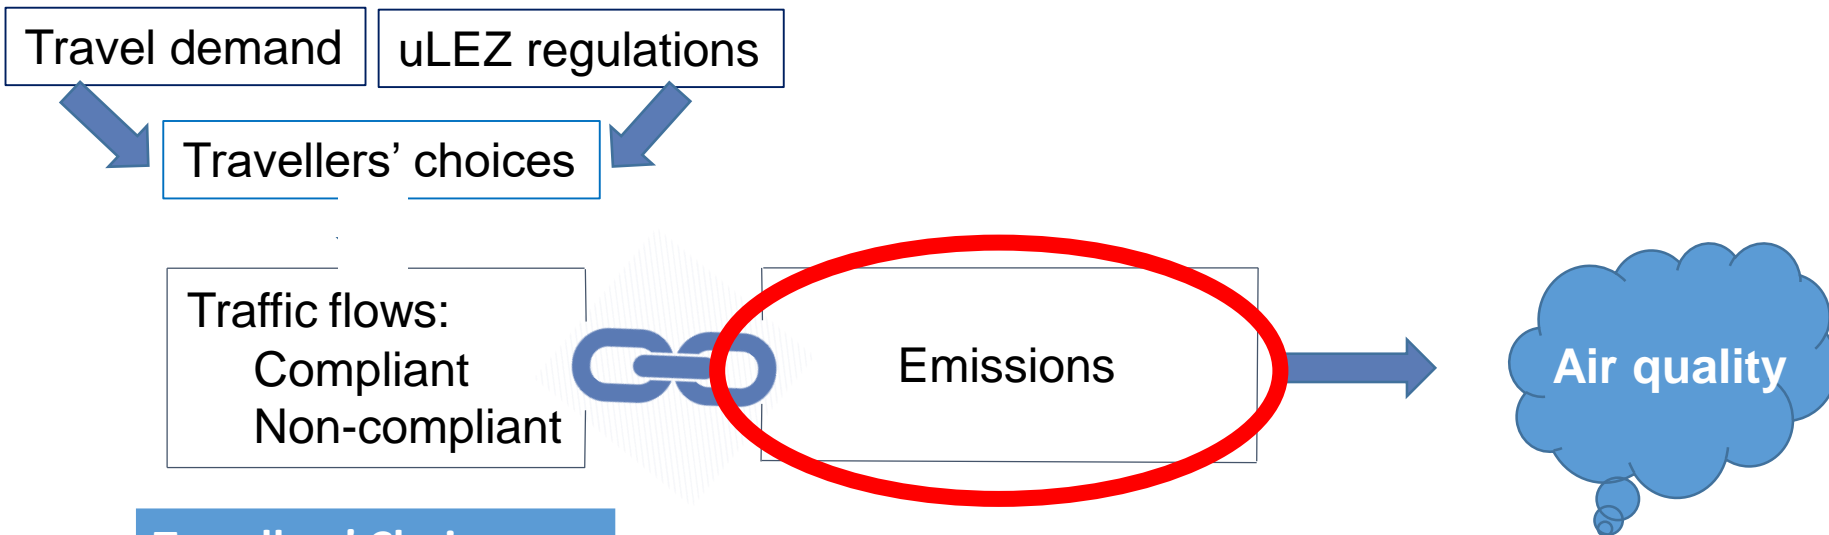 Travel demand
uLEZ regulations
Travellers’ choices
Traffic flows:
Compliant
Non-compliant
Emissions
Air quality